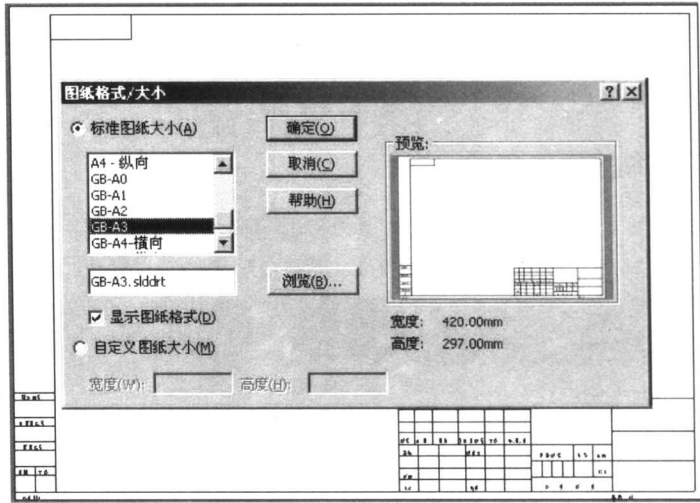 图纸格式/大小
标准图纸大小(A)
A4 - 纵向
GB-A0
GB-A1
GB-A2
GB-A3
GB-A4-横向
GB-A3.slddrt
显示图纸格式(D)
自定义图纸大小(M)
宽度(W):
高度(H):
确定(O)
取消(C)
帮助(H)
浏览(B)...
预览:
宽度: 420.00mm
高度: 297.00mm